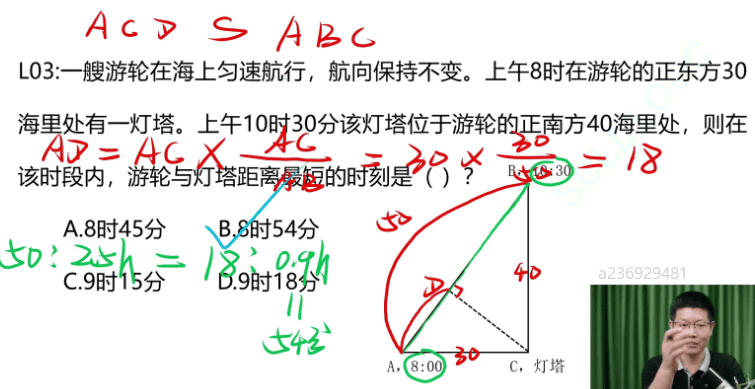 ACD S ABC
L03:一艘游轮在海上匀速航行，航向保持不变。上午8时在游轮的正东方30
海里处有一灯塔。上午10时30分该灯塔位于游轮的正南方40海里处，则在
AD = AC × AC/AB = 30 × 30/50 = 18
该时段内，游轮与灯塔距离最短的时刻是（ ）？
B，10:30
A.8时45分 B.8时54分
50
50:2.5h = 18:0.9h
C.9时15分 D.9时18分
40
a236929481
D
54分
30
A，8:00 C，灯塔